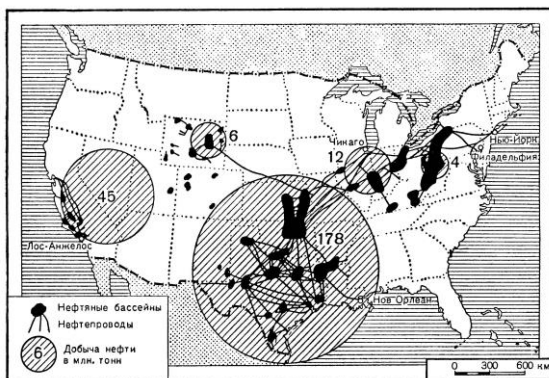 6
Чикаго
12
Нью-Йорк
Филадельфия
4
45
178
Лос-Анжелос
Нов Орлеан
Нефтяные бассейны
Нефтепроводы
6
Добыча нефти
в млн. тонн
0 300 600 км